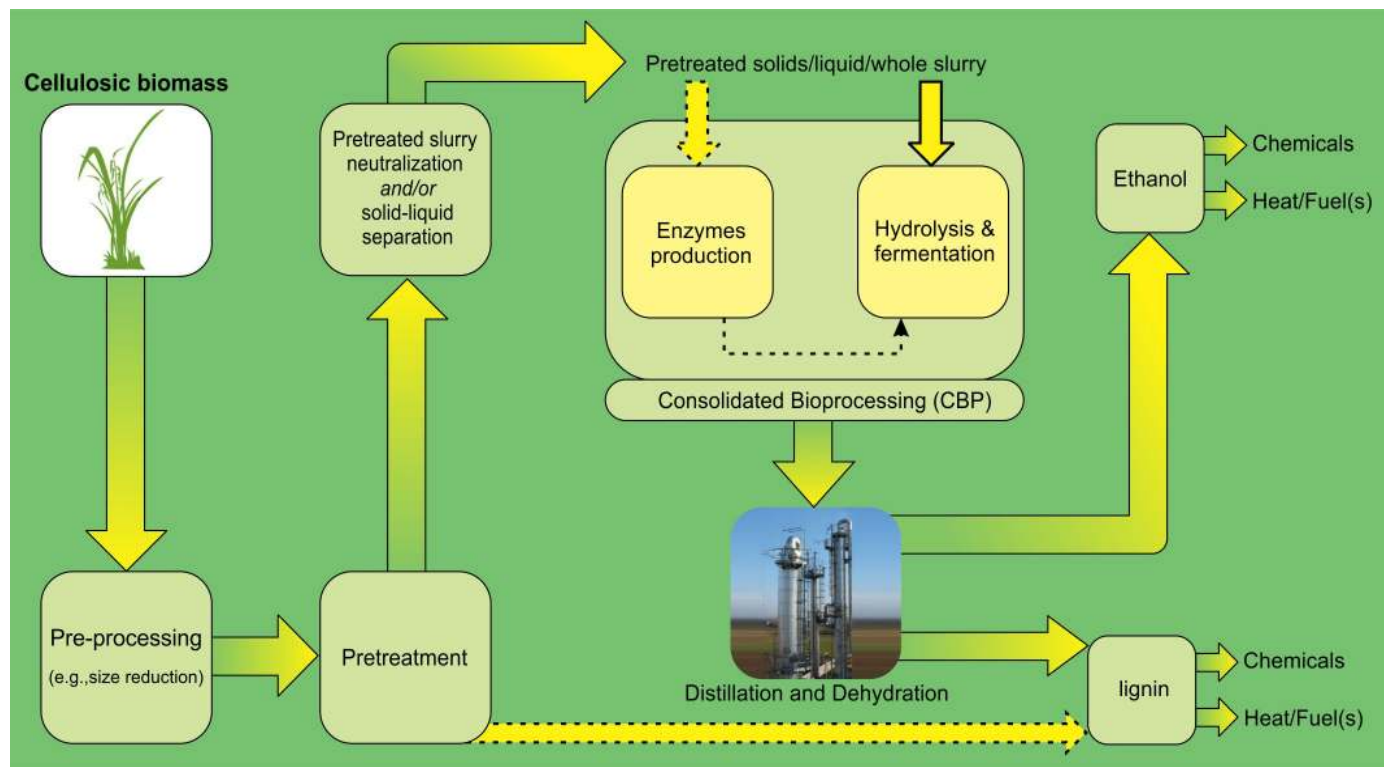 Cellulosic biomass
Pre-processing
(e.g.,size reduction)
Pretreatment
Pretreated slurry
neutralization
and/or
solid-liquid
separation
Pretreated solids/liquid/whole slurry
Enzymes
production
Hydrolysis &
fermentation
Consolidated Bioprocessing (CBP)
Distillation and Dehydration
Ethanol
Chemicals
Heat/Fuel(s)
lignin
Chemicals
Heat/Fuel(s)